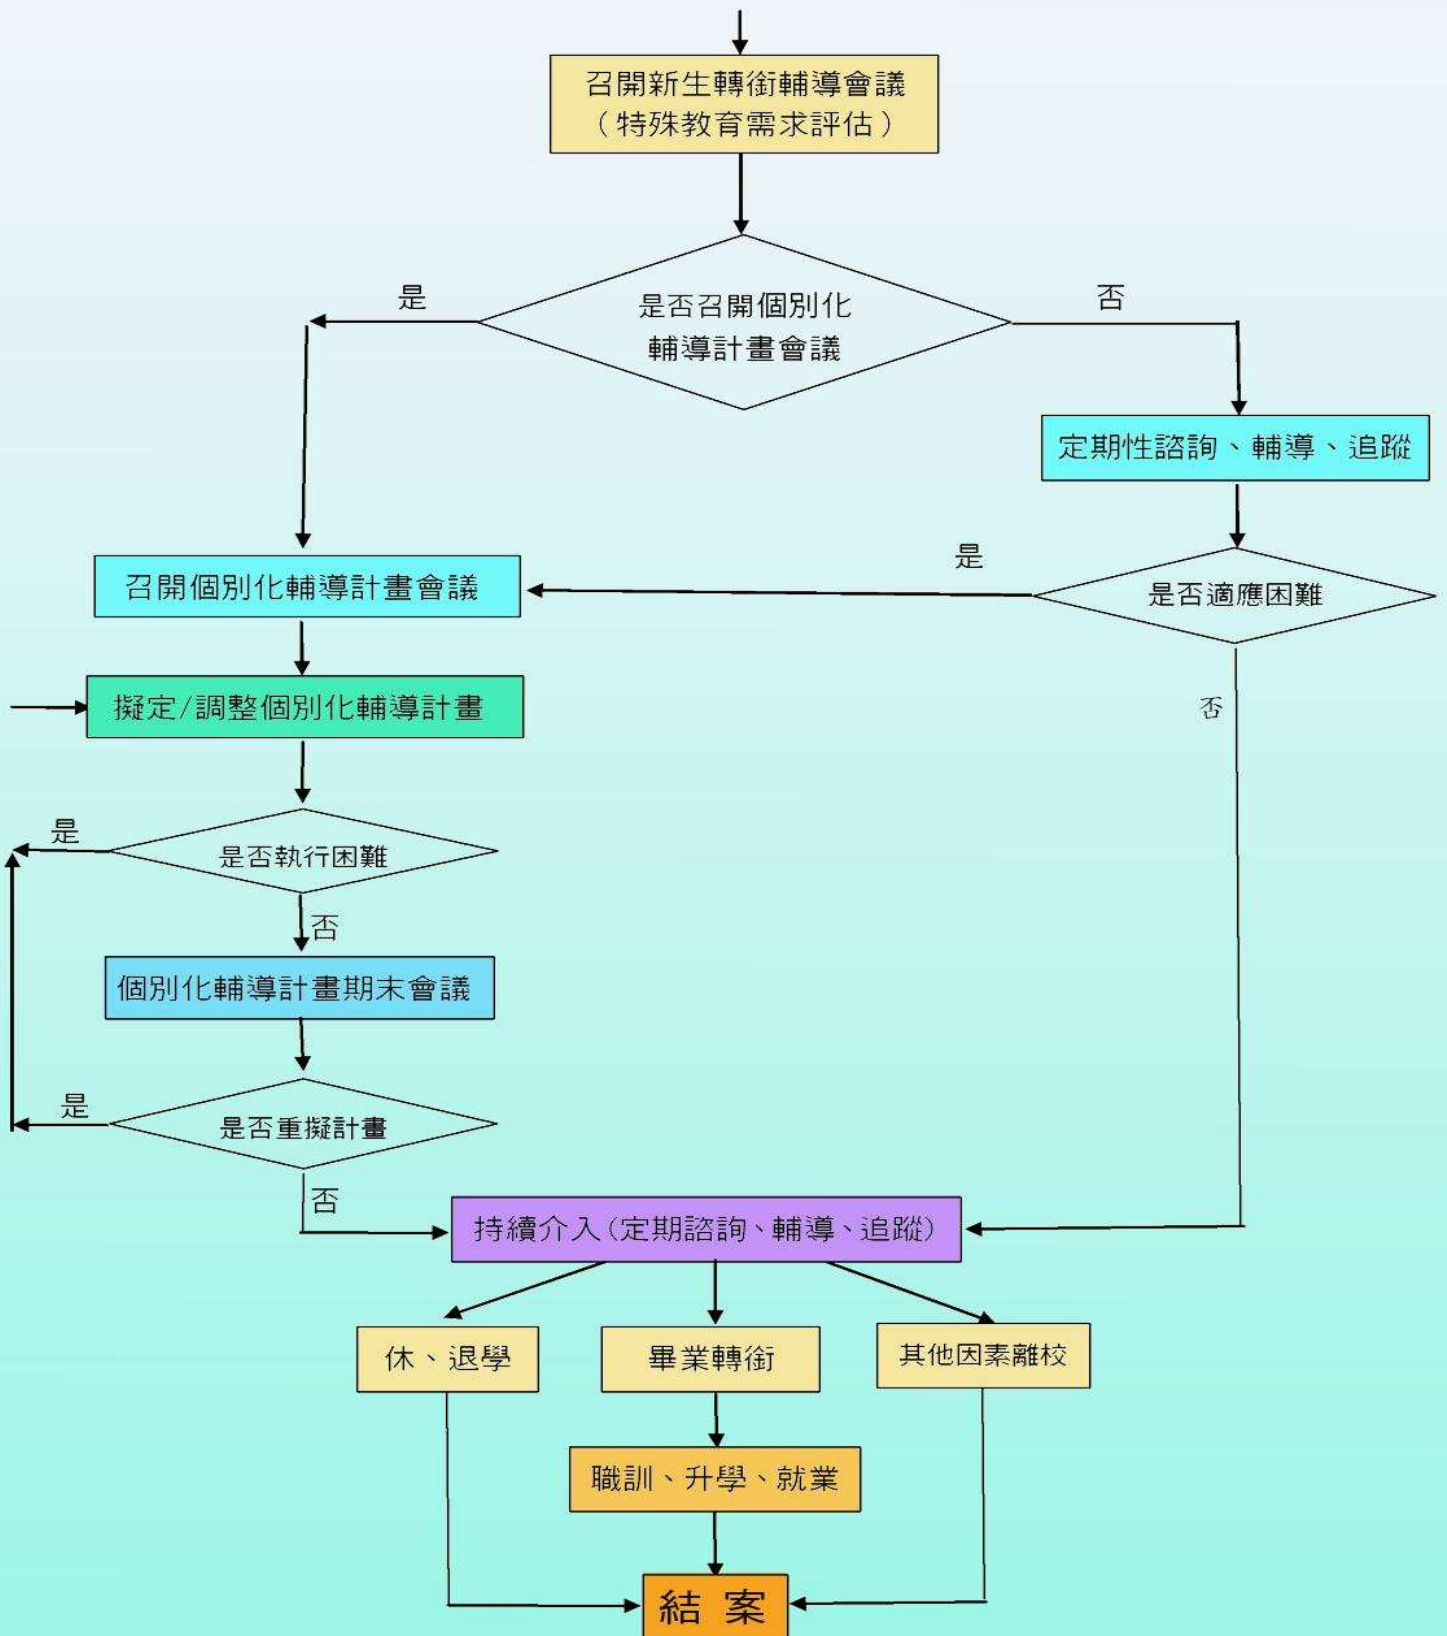 召開新生轉銜輔導會議
（特殊教育需求評估）
是
是否召開個別化
輔導計畫會議
否
定期性諮詢、輔導、追蹤
是
是否適應困難
召開個別化輔導計畫會議
擬定/調整個別化輔導計畫
否
是
是否執行困難
否
個別化輔導計畫期末會議
是
是否重擬計畫
否
持續介入(定期諮詢、輔導、追蹤)
休、退學
畢業轉銜
其他因素離校
職訓、升學、就業
結 案